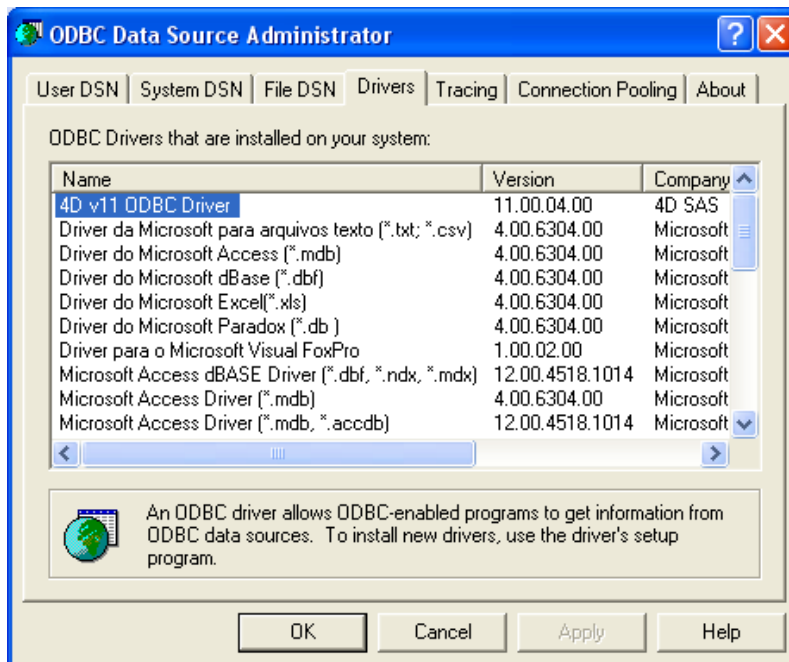 ODBC Data Source Administrator
User DSN System DSN File DSN Drivers Tracing Connection Pooling About
ODBC Drivers that are installed on your system:
Name Version Company
4D v11 ODBC Driver 11.00.04.00 4D SAS
Driver da Microsoft para arquivos texto (*.txt; *.csv) 4.00.6304.00 Microsoft
Driver do Microsoft Access (*.mdb) 4.00.6304.00 Microsoft
Driver do Microsoft dBase (*.dbf) 4.00.6304.00 Microsoft
Driver do Microsoft Excel(*.xls) 4.00.6304.00 Microsoft
Driver do Microsoft Paradox (*.db ) 4.00.6304.00 Microsoft
Driver para o Microsoft Visual FoxPro 1.00.02.00 Microsoft
Microsoft Access dBASE Driver (*.dbf, *.ndx, *.mdx) 12.00.4518.1014 Microsoft
Microsoft Access Driver (*.mdb) 4.00.6304.00 Microsoft
Microsoft Access Driver (*.mdb, *.accdb) 12.00.4518.1014 Microsoft
An ODBC driver allows ODBC-enabled programs to get information from
ODBC data sources. To install new drivers, use the driver's setup
program.
OK Cancel Apply Help